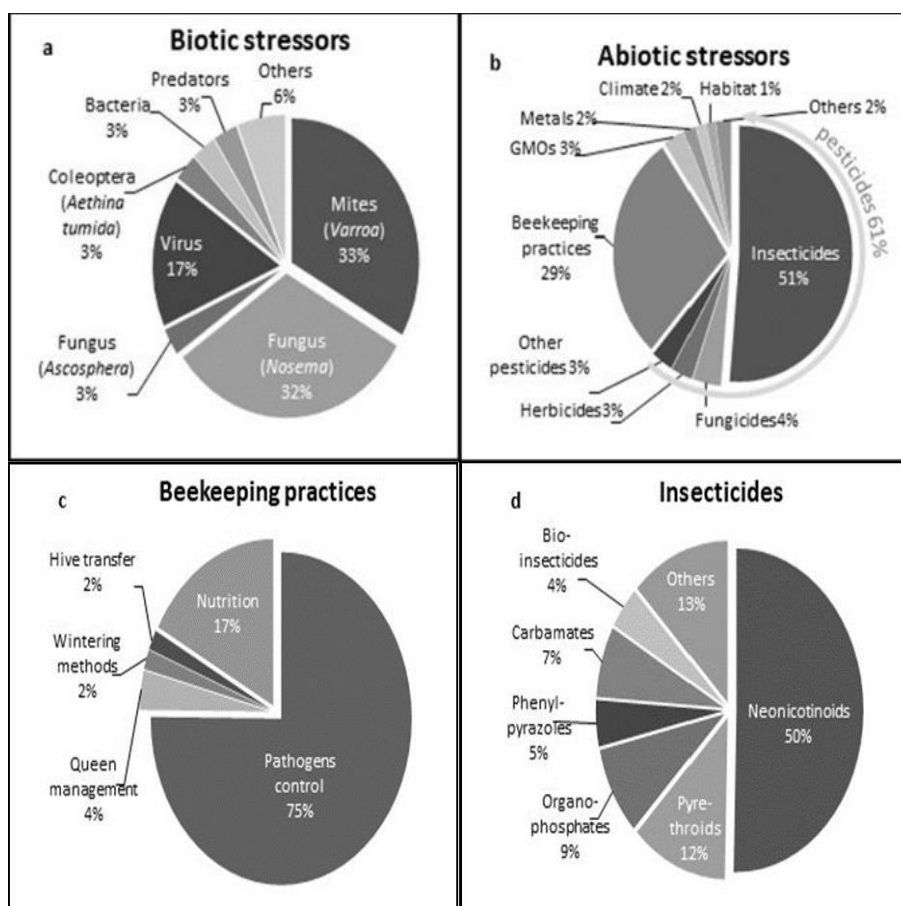 a
Biotic stressors
Others
6%
Predators
3%
Bacteria
3%
Coleoptera
(Aethina
tumida)
3%
Virus
17%
Fungus
(Ascosphera)
3%
Fungus
(Nosema)
32%
Mites
(Varroa)
33%
b
Abiotic stressors
Climate 2%
Habitat 1%
Others 2%
Metals 2%
GMOs 3%
pesticides 61%
Beekeeping
practices
29%
Insecticides
51%
Other
pesticides 3%
Herbicides3%
Fungicides4%
c
Beekeeping practices
Hive transfer
2%
Nutrition
17%
Wintering
methods
2%
Queen
management
4%
Pathogens
control
75%
d
Insecticides
Bio-
insecticides
4%
Others
13%
Carbamates
7%
Phenyl-
pyrazoles
5%
Neonicotinoids
50%
Organo-
phosphates
9%
Pyre-
throids
12%